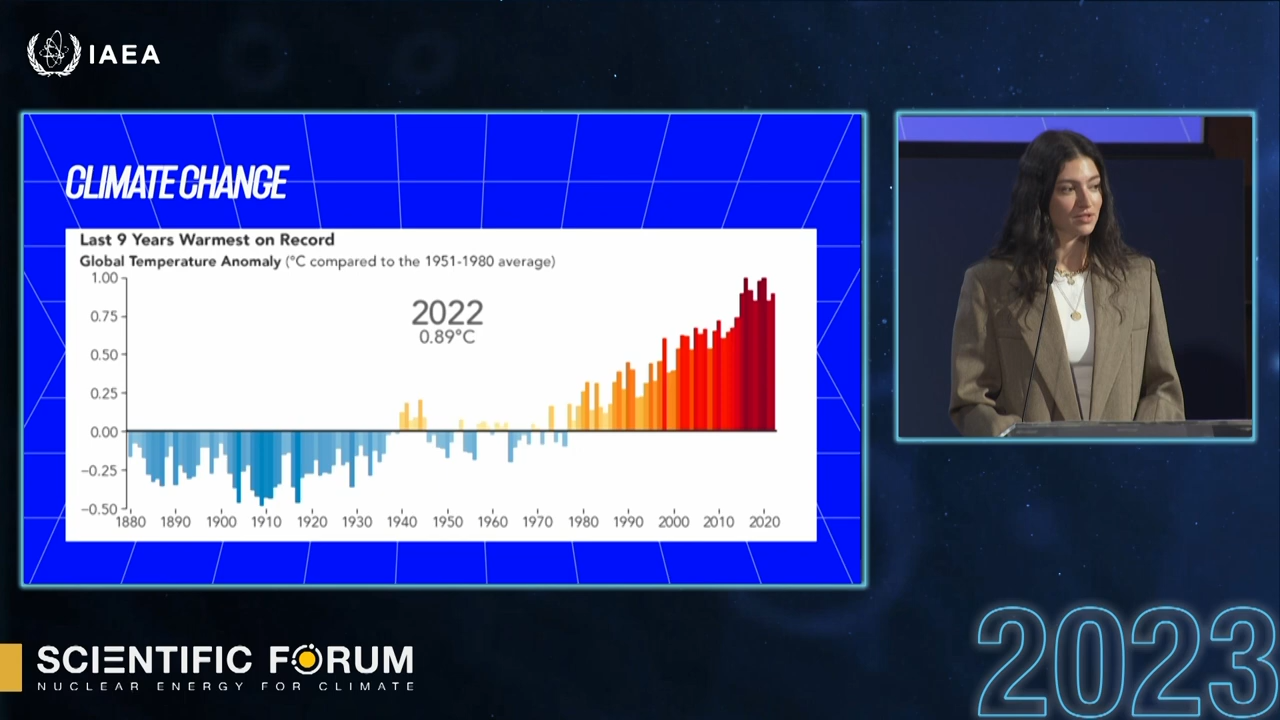 IAEA
CLIMATE CHANGE
Last 9 Years Warmest on Record
Global Temperature Anomaly (°C compared to the 1951-1980 average)
1.00
0.75
0.50
0.25
0.00
−0.25
−0.50
2022
0.89°C
1880 1890 1900 1910 1920 1930 1940 1950 1960 1970 1980 1990 2000 2010 2020
SCIENTIFIC FORUM
NUCLEAR ENERGY FOR CLIMATE
2023